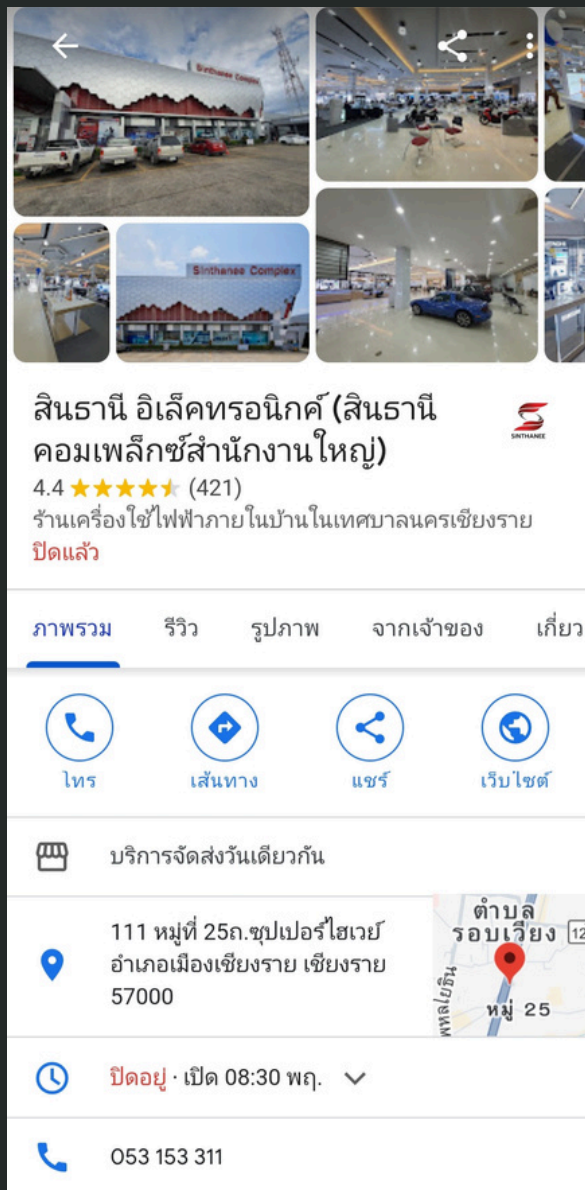 Sinthanee Complex
Sinthanee Complex
สินธานี อิเล็คทรอนิกค์ (สินธานี
คอมเพล็กซ์สำนักงานใหญ่)
SINTHANEE
4.4 (421)
ร้านเครื่องใช้ไฟฟ้าภายในบ้านในเทศบาลนครเชียงราย
ปิดแล้ว
ภาพรวม รีวิว รูปภาพ จากเจ้าของ เกี่ยว
โทร เส้นทาง แชร์ เว็บไซต์
บริการจัดส่งวันเดียวกัน
111 หมู่ที่ 25ถ.ซุปเปอร์ไฮเวย์
อำเภอเมืองเชียงราย เชียงราย
57000
ตำบล
รอบเวียง 12
พหลโยธิน
หมู่ 25
ปิดอยู่ · เปิด 08:30 พฤ.
053 153 311